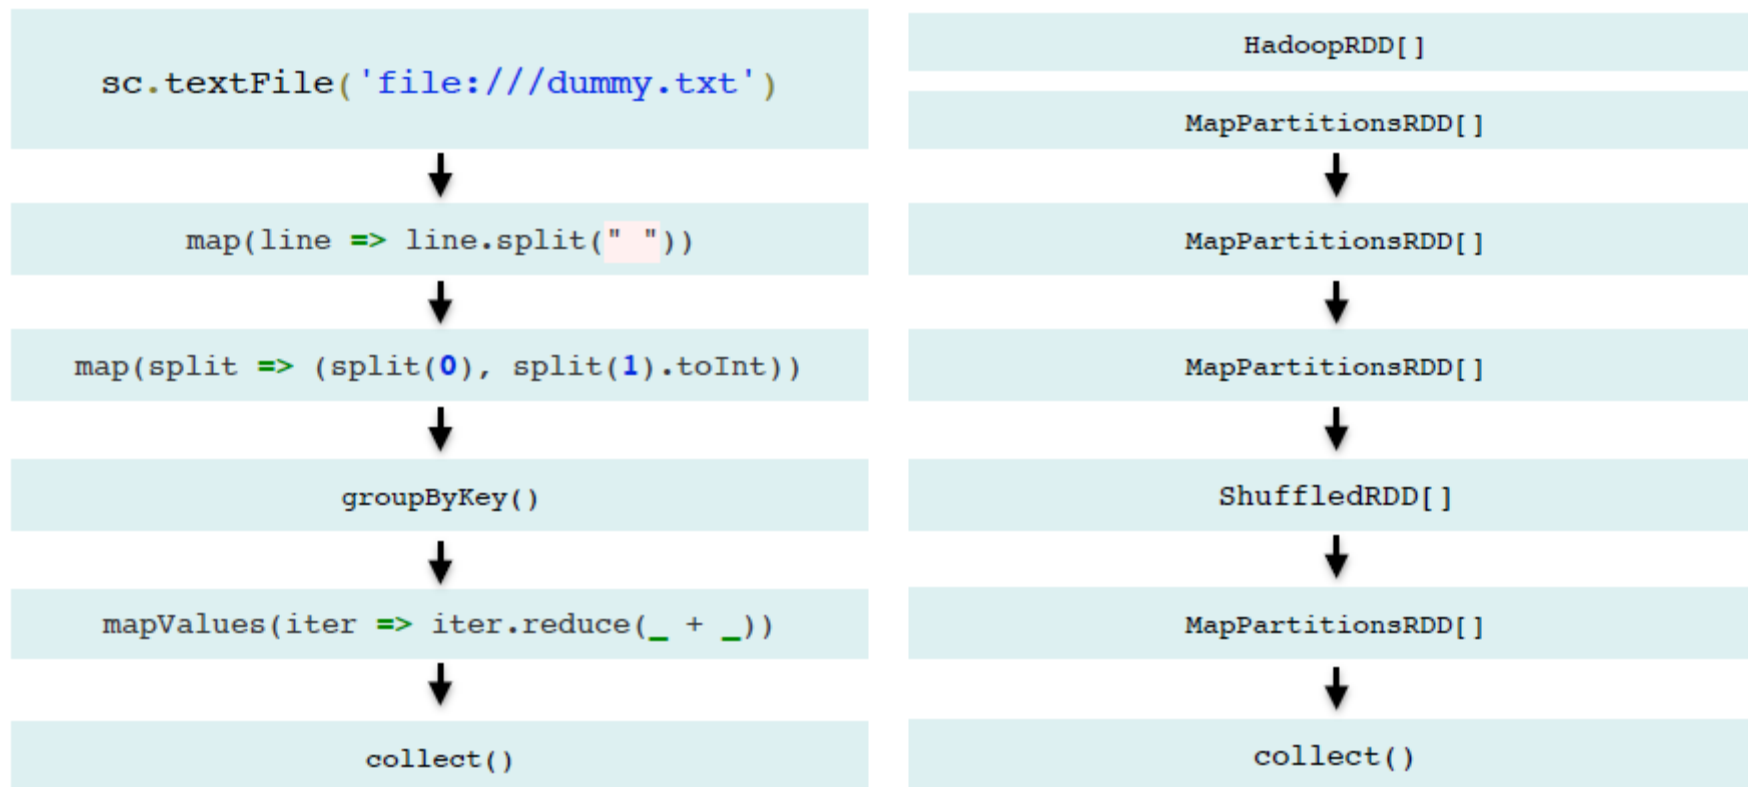 sc.textFile('file:///dummy.txt')
map(line => line.split(" "))
map(split => (split(0), split(1).toInt))
groupByKey()
mapValues(iter => iter.reduce(_ + _))
collect()
HadoopRDD[]
MapPartitionsRDD[]
MapPartitionsRDD[]
MapPartitionsRDD[]
ShuffledRDD[]
MapPartitionsRDD[]
collect()